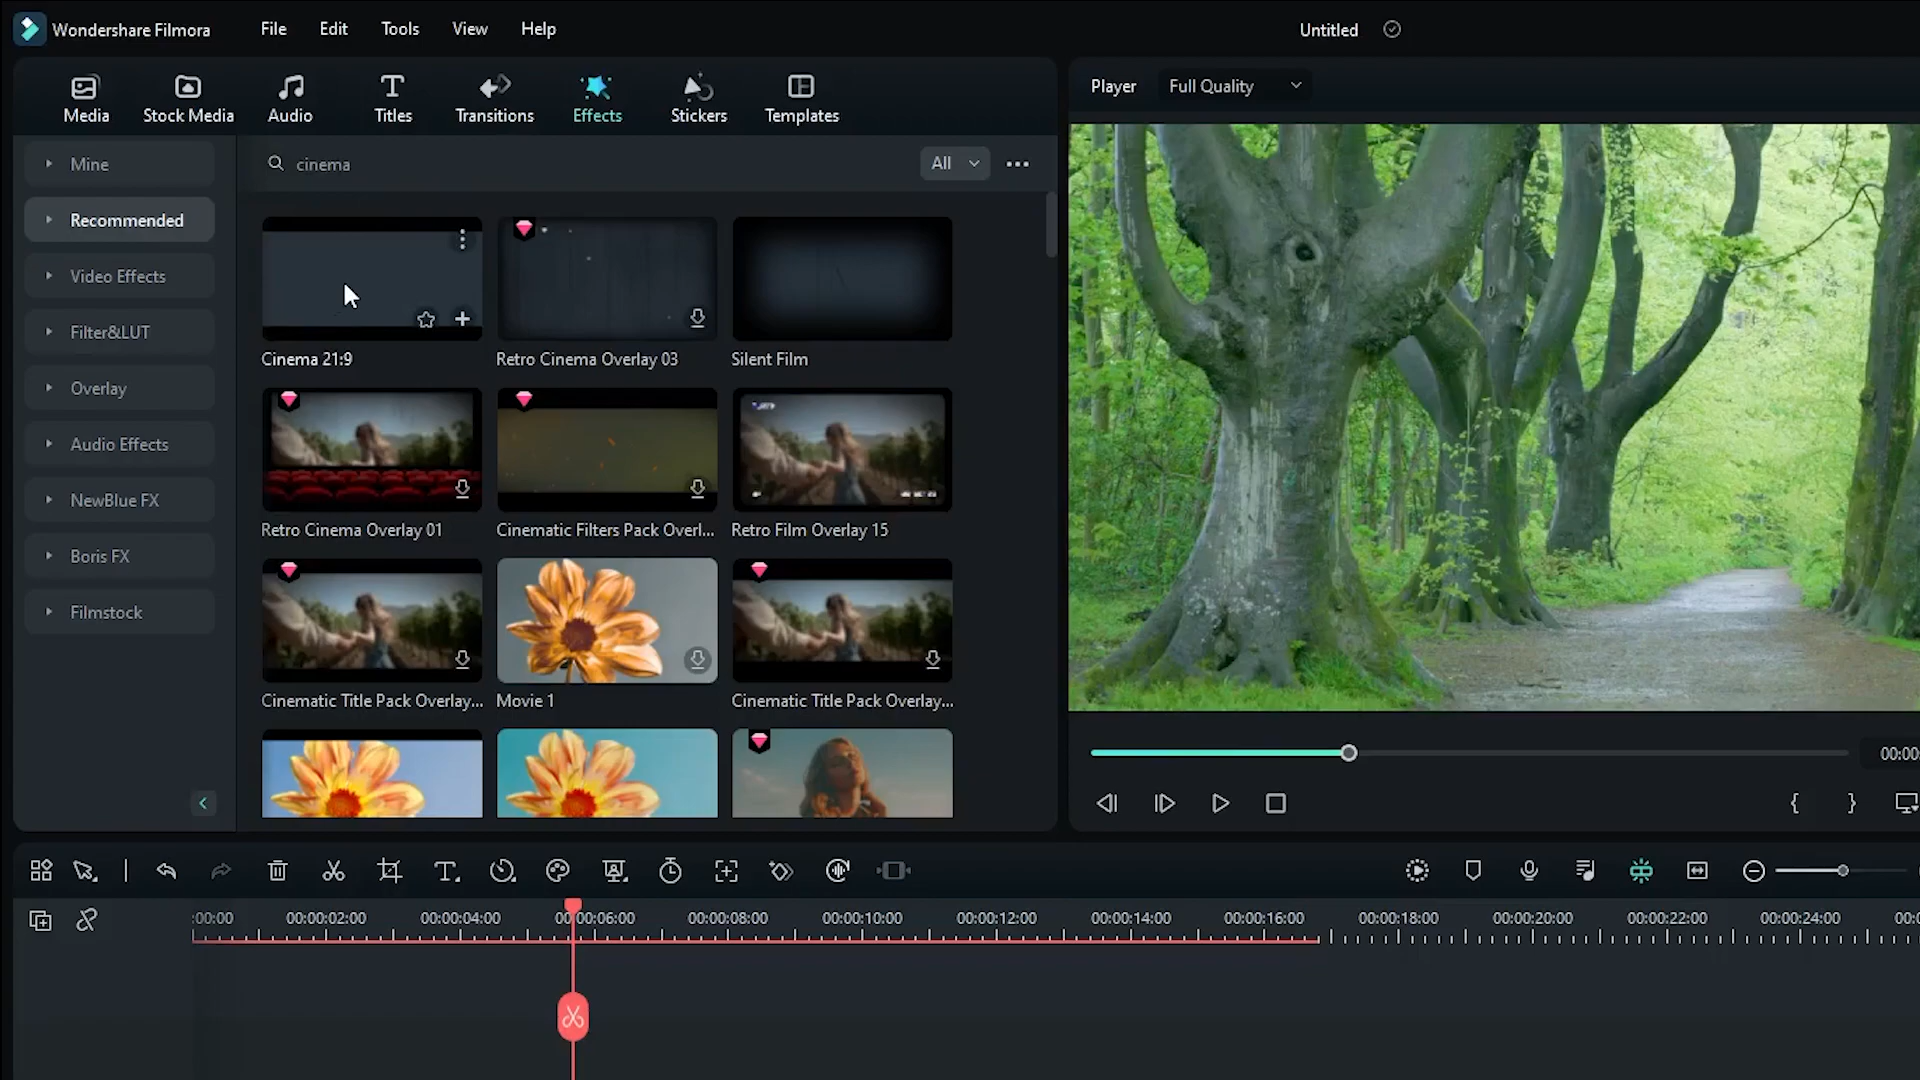 Wondershare Filmora
File Edit Tools View Help
Untitled
Media Stock Media Audio Titles Transitions Effects Stickers Templates
Player Full Quality
Mine
Recommended
Video Effects
Filter&LUT
Overlay
Audio Effects
NewBlue FX
Boris FX
Filmstock
cinema
All
Cinema 21:9
Retro Cinema Overlay 03
Silent Film
Retro Cinema Overlay 01
Cinematic Filters Pack Overl...
Retro Film Overlay 15
Cinematic Title Pack Overlay...
Movie 1
Cinematic Title Pack Overlay...
00:00:
:00:00 00:00:02:00 00:00:04:00 00:00:06:00 00:00:08:00 00:00:10:00 00:00:12:00 00:00:14:00 00:00:16:00 00:00:18:00 00:00:20:00 00:00:22:00 00:00:24:00 00:0